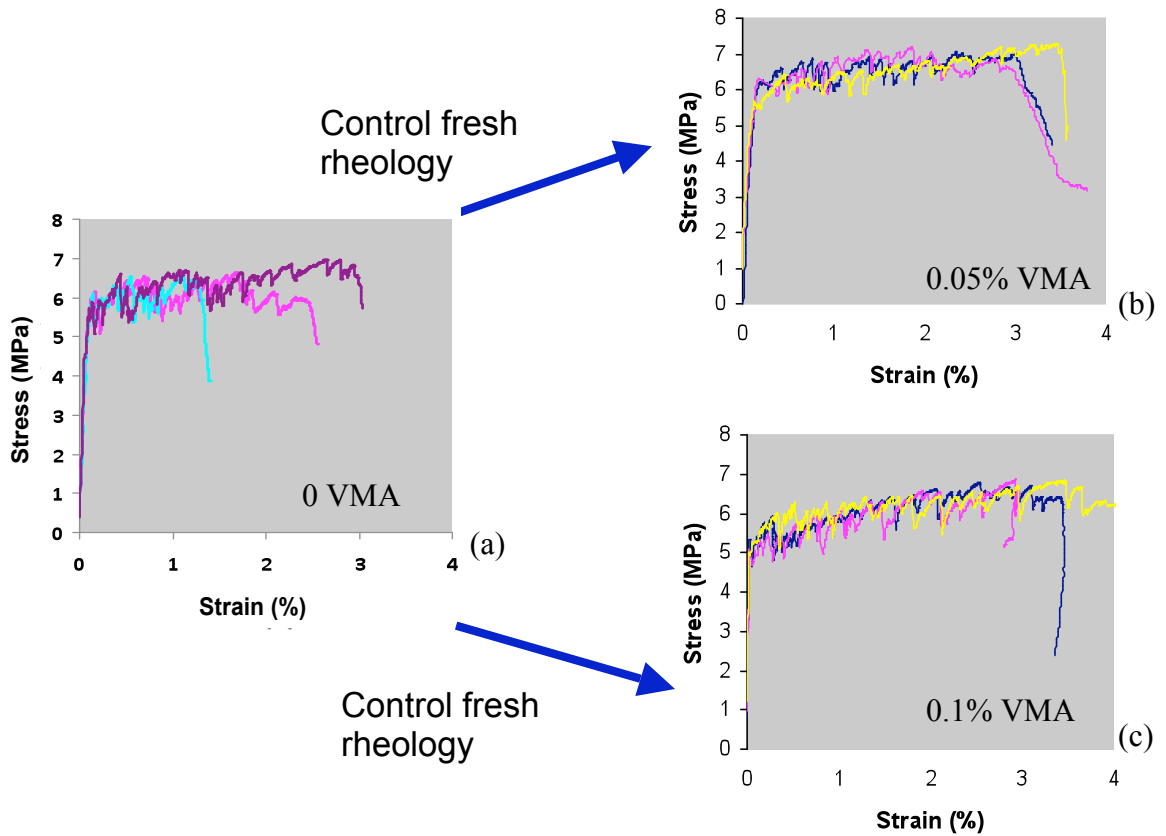 Control fresh
rheology
8
7
6
5
4
3
2
1
0
Stress (MPa)
0 VMA
0 1 2 3 4
Strain (%)
(a)
8
7
6
5
4
3
2
1
0
Stress (MPa)
0.05% VMA
0 1 2 3 4
Strain (%)
(b)
Control fresh
rheology
8
7
6
5
4
3
2
1
0
Stress (MPa)
0.1% VMA
0 1 2 3 4
Strain (%)
(c)